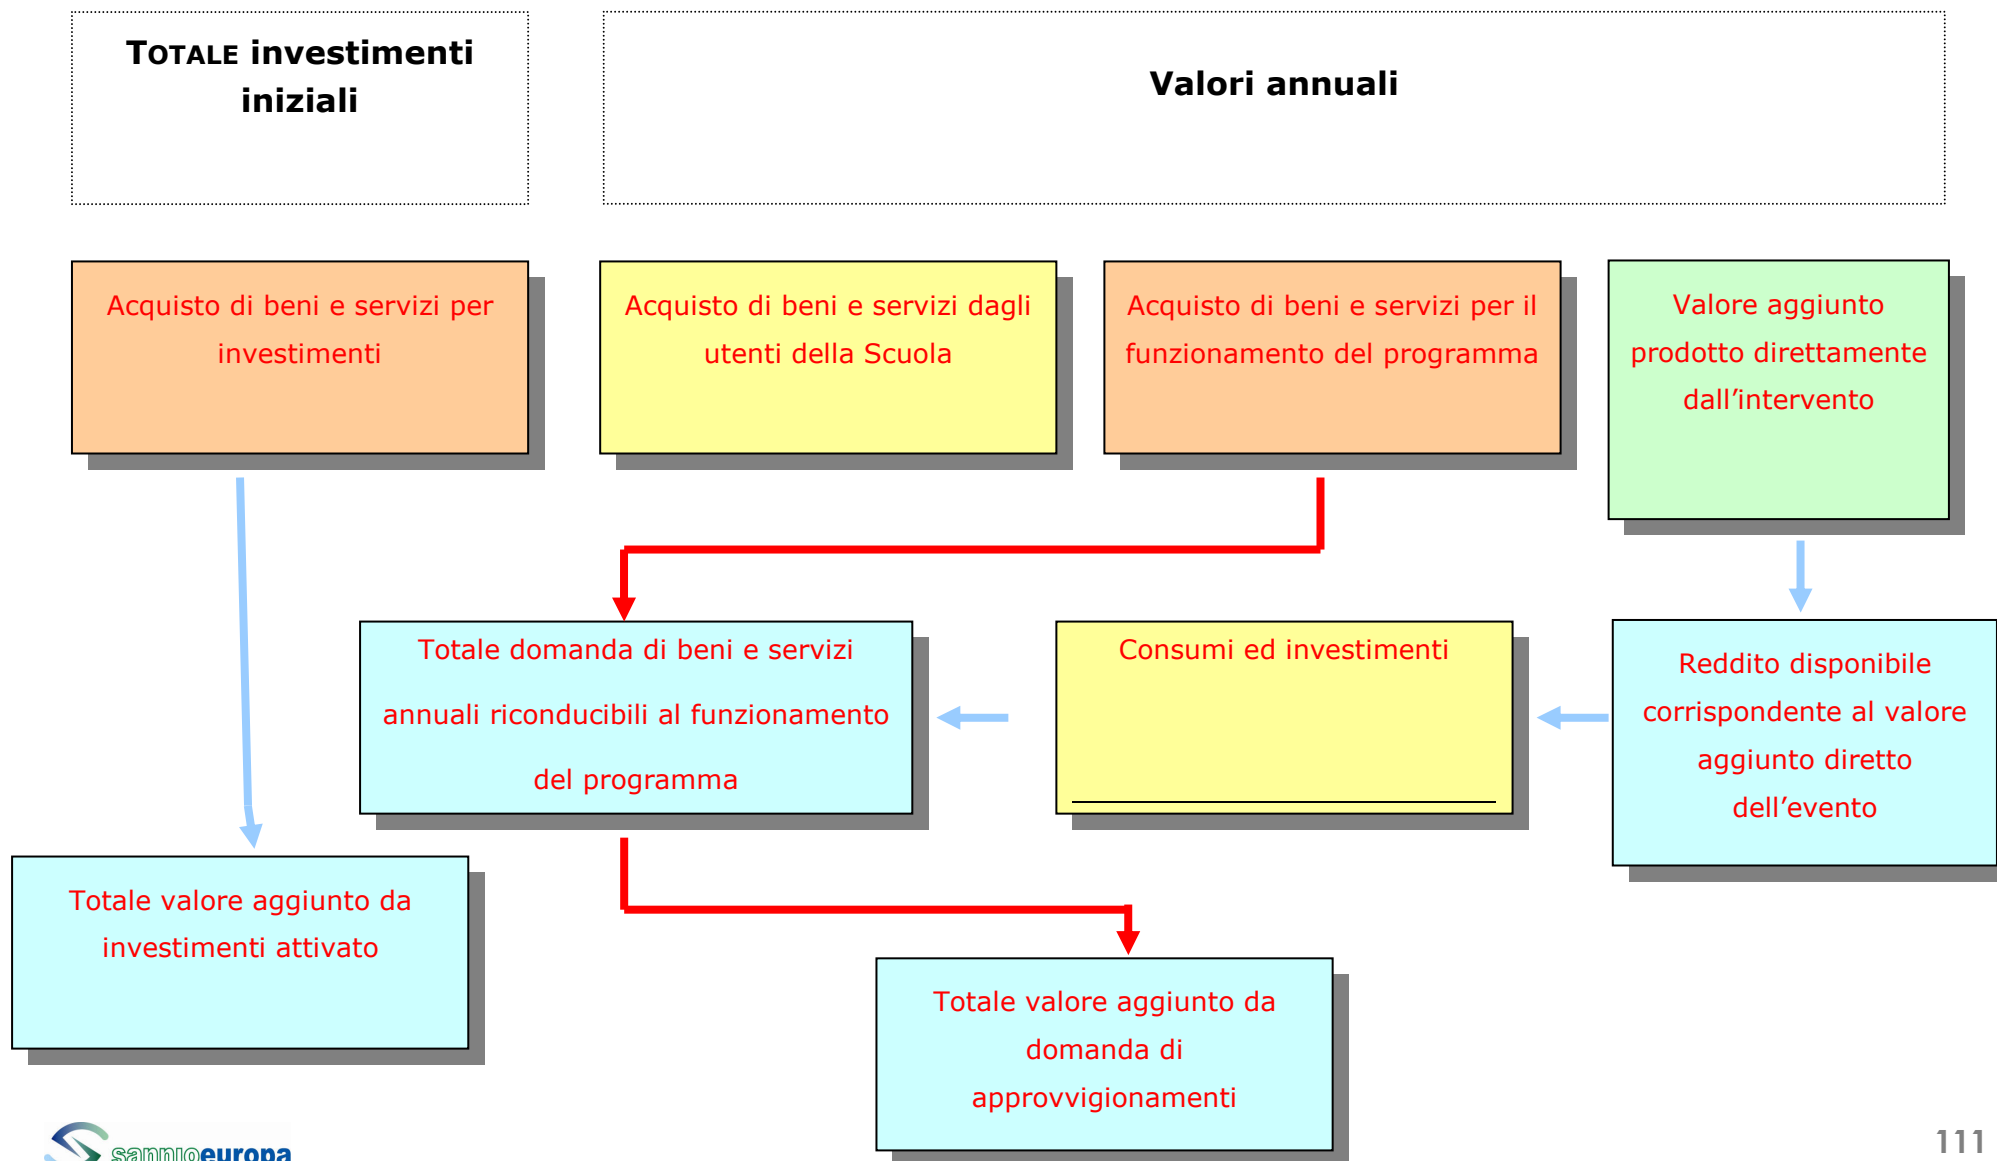 TOTALE investimenti
iniziali
Valori annuali
Acquisto di beni e servizi per
investimenti
Acquisto di beni e servizi dagli
utenti della Scuola
Acquisto di beni e servizi per il
funzionamento del programma
Valore aggiunto
prodotto direttamente
dall’intervento
Totale domanda di beni e servizi
annuali riconducibili al funzionamento
del programma
Consumi ed investimenti
Reddito disponibile
corrispondente al valore
aggiunto diretto
dell’evento
Totale valore aggiunto da
investimenti attivato
Totale valore aggiunto da
domanda di
approvvigionamenti
sannioeuropa
111